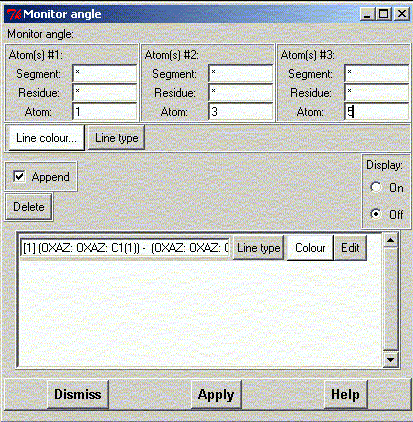 Monitor angle
Monitor angle:
Atom(s) #1: Atom(s) #2: Atom(s) #3:
Segment: * Segment: * Segment: *
Residue: * Residue: * Residue: *
Atom: 1 Atom: 3 Atom: 5
Line colour... Line type
Display:
Append
On
Delete
Off
[1] (OXAZ: OXAZ: C1(1)) - (OXAZ: OXAZ: Line type Colour Edit
Dismiss Apply Help